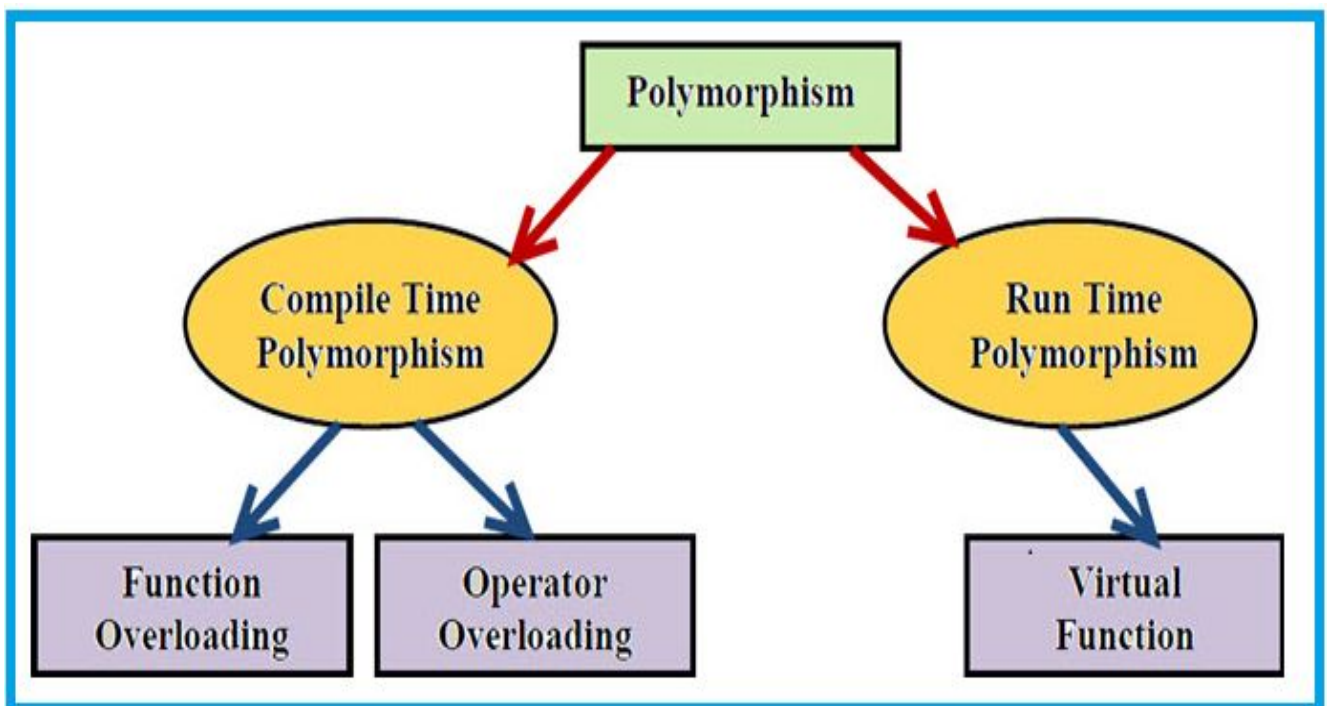 Polymorphism
Compile Time
Polymorphism
Run Time
Polymorphism
Function
Overloading
Operator
Overloading
Virtual
Function